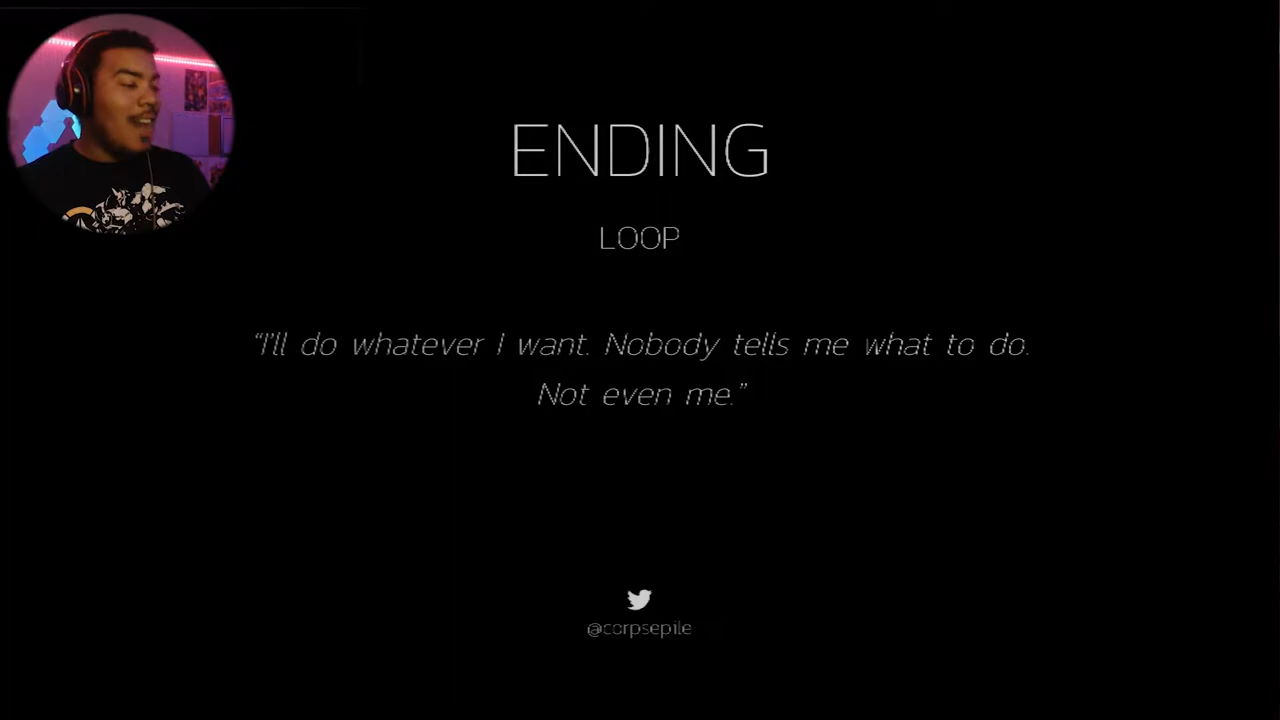 ENDING
LOOP
“I'll do whatever I want. Nobody tells me what to do.
Not even me.”
@corpsepile